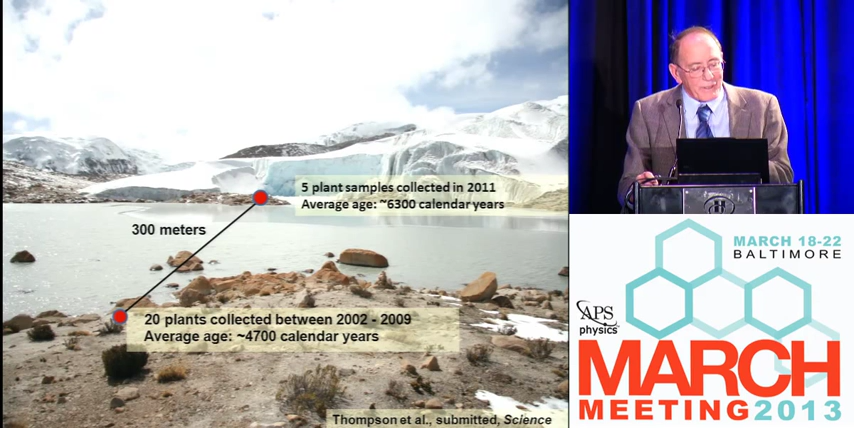 5 plant samples collected in 2011
Average age: ~6300 calendar years
300 meters
20 plants collected between 2002 - 2009
Average age: ~4700 calendar years
Thompson et al., submitted, Science
MARCH 18-22
BALTIMORE
APS
physics
MARCH
MEETING2013